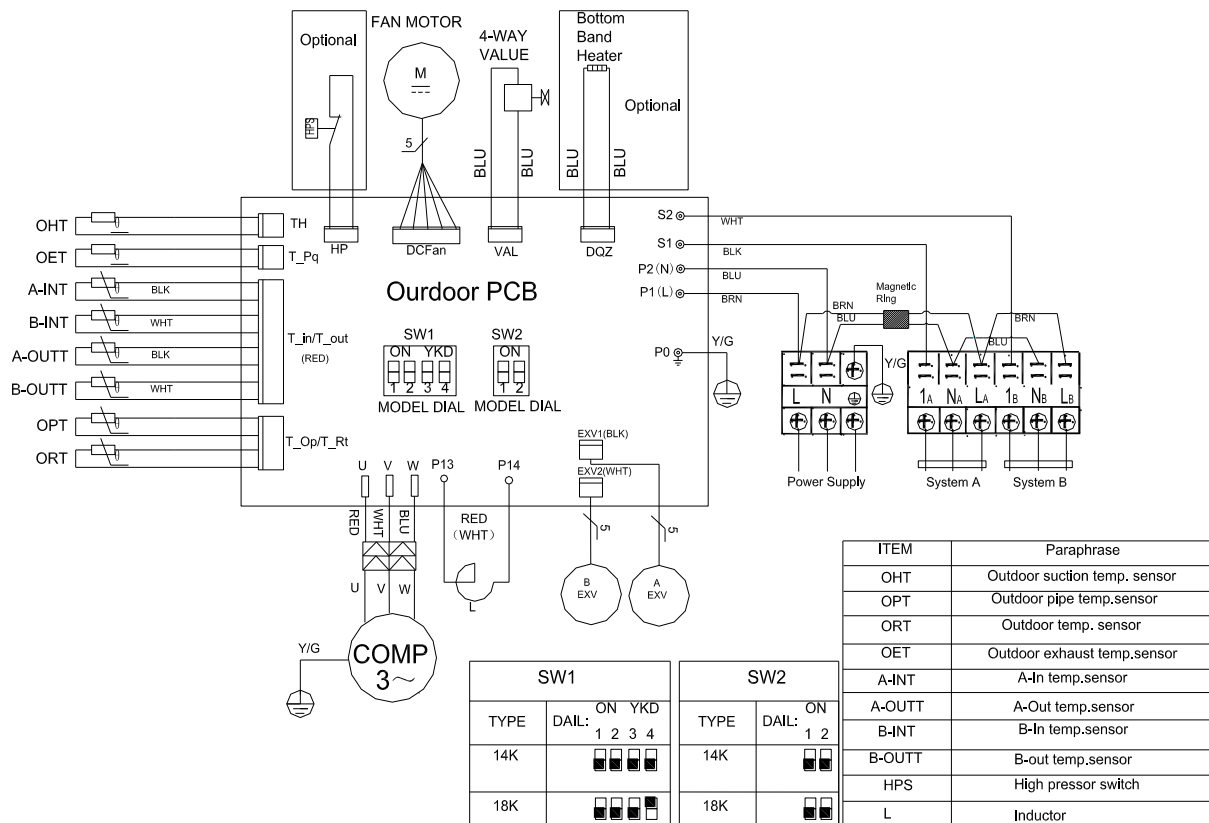 Optional
FAN MOTOR
4-WAY
VALUE
Bottom
Band
Heater
Optional
M
HPS
5
BLU
BLU
BLU
BLU
HP
DCFan
VAL
DQZ
OHT
TH
OET
T_Pq
A-INT
BLK
B-INT
WHT
T_in/T_out
(RED)
A-OUTT
BLK
B-OUTT
WHT
OPT
T_Op/T_Rt
ORT
Ourdoor PCB
SW1
ON YKD
1 2 3 4
MODEL DIAL
SW2
ON
1 2
MODEL DIAL
S2
WHT
S1
BLK
P2(N)
BLU
P1(L)
BRN
P0
Y/G
Magnetic
Ring
BRN
BLU
BRN
BLU
Y/G
L N
1A NA LA 1B NB LB
Power Supply
System A
System B
EXV1(BLK)
EXV2(WHT)
5
5
B
EXV
A
EXV
U V W
P13
P14
RED
WHT
BLU
RED
(WHT)
L
U V W
Y/G
COMP
3～
SW1
TYPE
DAIL:
ON YKD
1 2 3 4
14K
18K
SW2
TYPE
DAIL:
ON
1 2
14K
18K
ITEM Paraphrase
OHT Outdoor suction temp. sensor
OPT Outdoor pipe temp.sensor
ORT Outdoor temp. sensor
OET Outdoor exhaust temp.sensor
A-INT A-In temp.sensor
A-OUTT A-Out temp.sensor
B-INT B-In temp.sensor
B-OUTT B-out temp.sensor
HPS High pressor switch
L Inductor